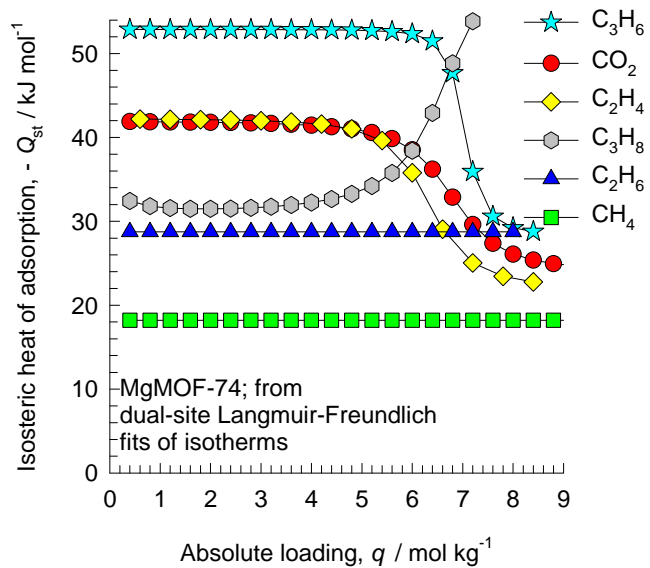 Isosteric heat of adsorption, - Qst / kJ mol-1
50
40
30
20
10
0
0 1 2 3 4 5 6 7 8 9
Absolute loading, q / mol kg-1
MgMOF-74; from
dual-site Langmuir-Freundlich
fits of isotherms
C3H6
CO2
C2H4
C3H8
C2H6
CH4